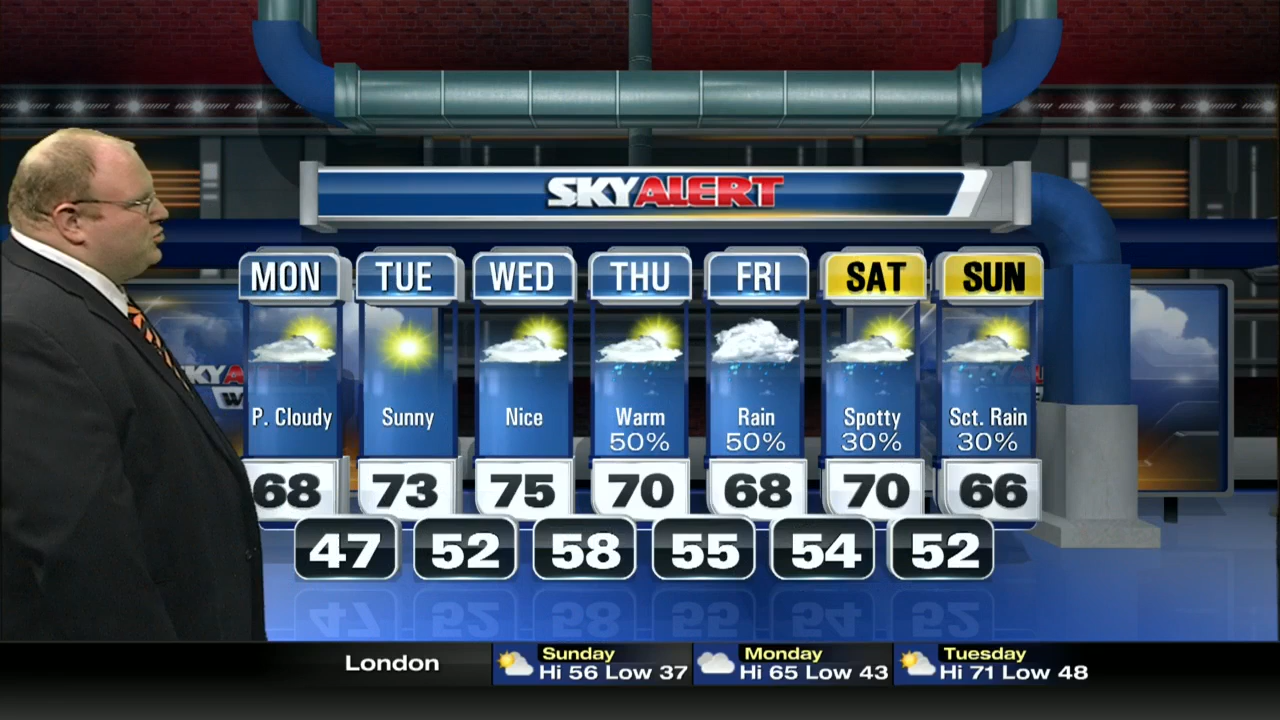 SKYALERT
MON TUE WED THU FRI SAT SUN
P. Cloudy Sunny Nice Warm Rain Spotty Sct. Rain
50% 50% 30% 30%
68 73 75 70 68 70 66
47 52 58 55 54 52
London
Sunday Monday Tuesday
Hi 56 Low 37 Hi 65 Low 43 Hi 71 Low 48